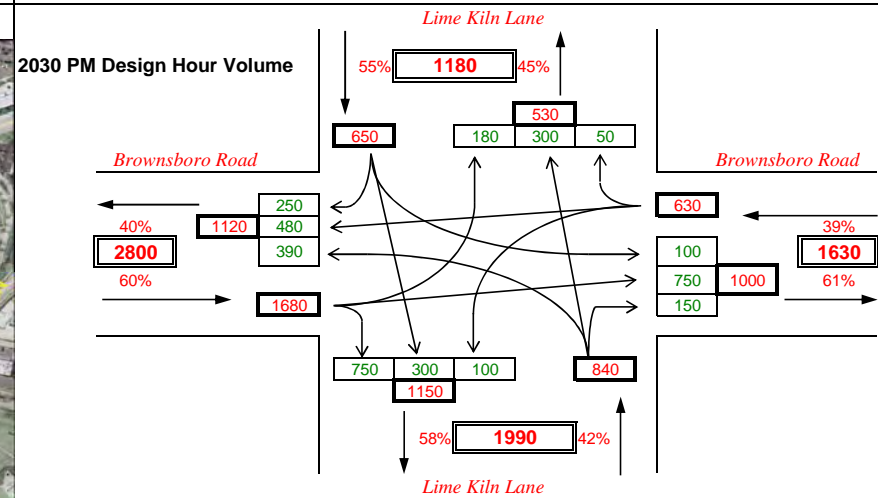 Lime Kiln Lane
2030 PM Design Hour Volume
55% 1180 45%
530
650 180 300 50
Brownsboro Road Brownsboro Road
250
630
40% 1120 480 39%
2800 390 100 1630
60% 750 1000 61%
1680 150
750 300 100 840
1150
58% 1990 42%
Lime Kiln Lane